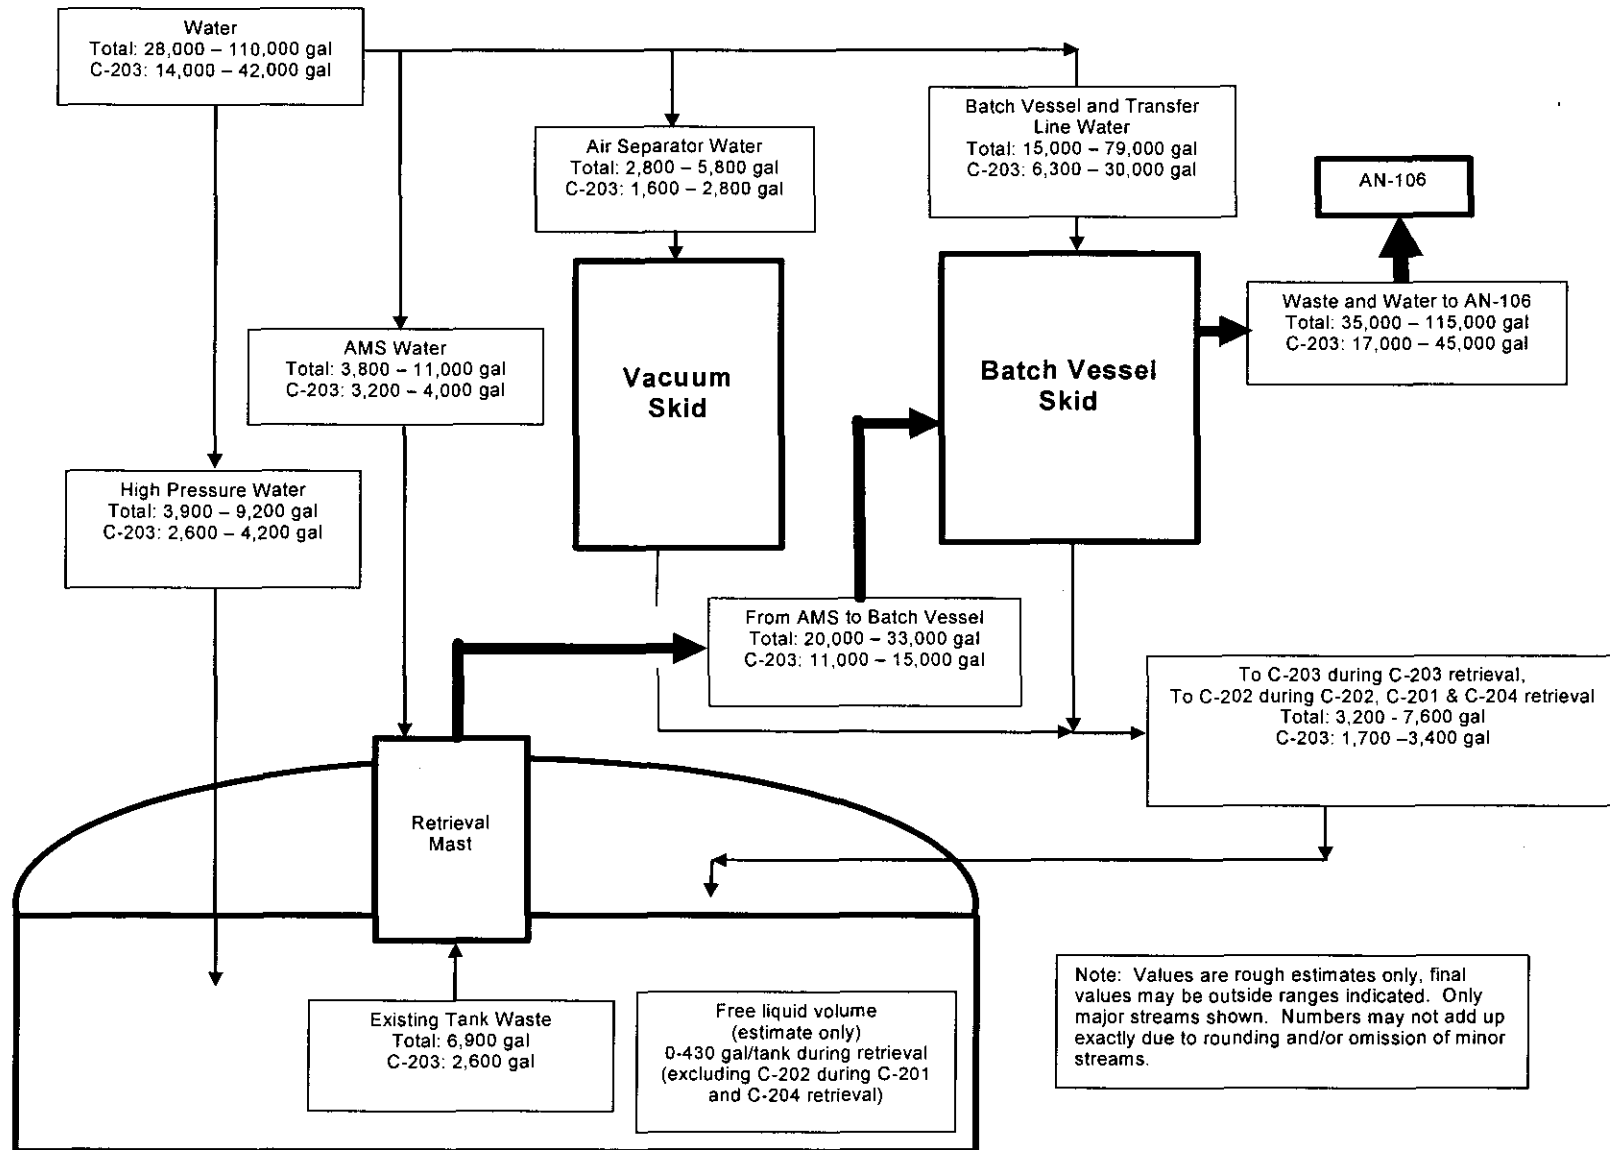 Water
Total: 28,000 – 110,000 gal
C-203: 14,000 – 42,000 gal
Batch Vessel and Transfer
Line Water
Total: 15,000 – 79,000 gal
C-203: 6,300 – 30,000 gal
Air Separator Water
Total: 2,800 – 5,800 gal
C-203: 1,600 – 2,800 gal
AN-106
Waste and Water to AN-106
Total: 35,000 – 115,000 gal
C-203: 17,000 – 45,000 gal
AMS Water
Total: 3,800 – 11,000 gal
C-203: 3,200 – 4,000 gal
Vacuum
Skid
Batch Vessel
Skid
High Pressure Water
Total: 3,900 – 9,200 gal
C-203: 2,600 – 4,200 gal
From AMS to Batch Vessel
Total: 20,000 – 33,000 gal
C-203: 11,000 – 15,000 gal
To C-203 during C-203 retrieval,
To C-202 during C-202, C-201 & C-204 retrieval
Total: 3,200 - 7,600 gal
C-203: 1,700 –3,400 gal
Retrieval
Mast
Existing Tank Waste
Total: 6,900 gal
C-203: 2,600 gal
Free liquid volume
(estimate only)
0-430 gal/tank during retrieval
(excluding C-202 during C-201
and C-204 retrieval)
Note: Values are rough estimates only, final
values may be outside ranges indicated. Only
major streams shown. Numbers may not add up
exactly due to rounding and/or omission of minor
streams.